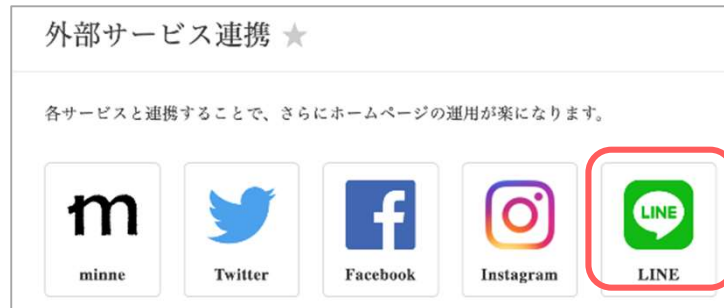 外部サービス連携 ★
各サービスと連携することで、さらにホームページの運用が楽になります。
m
LINE
minne Twitter Facebook Instagram LINE